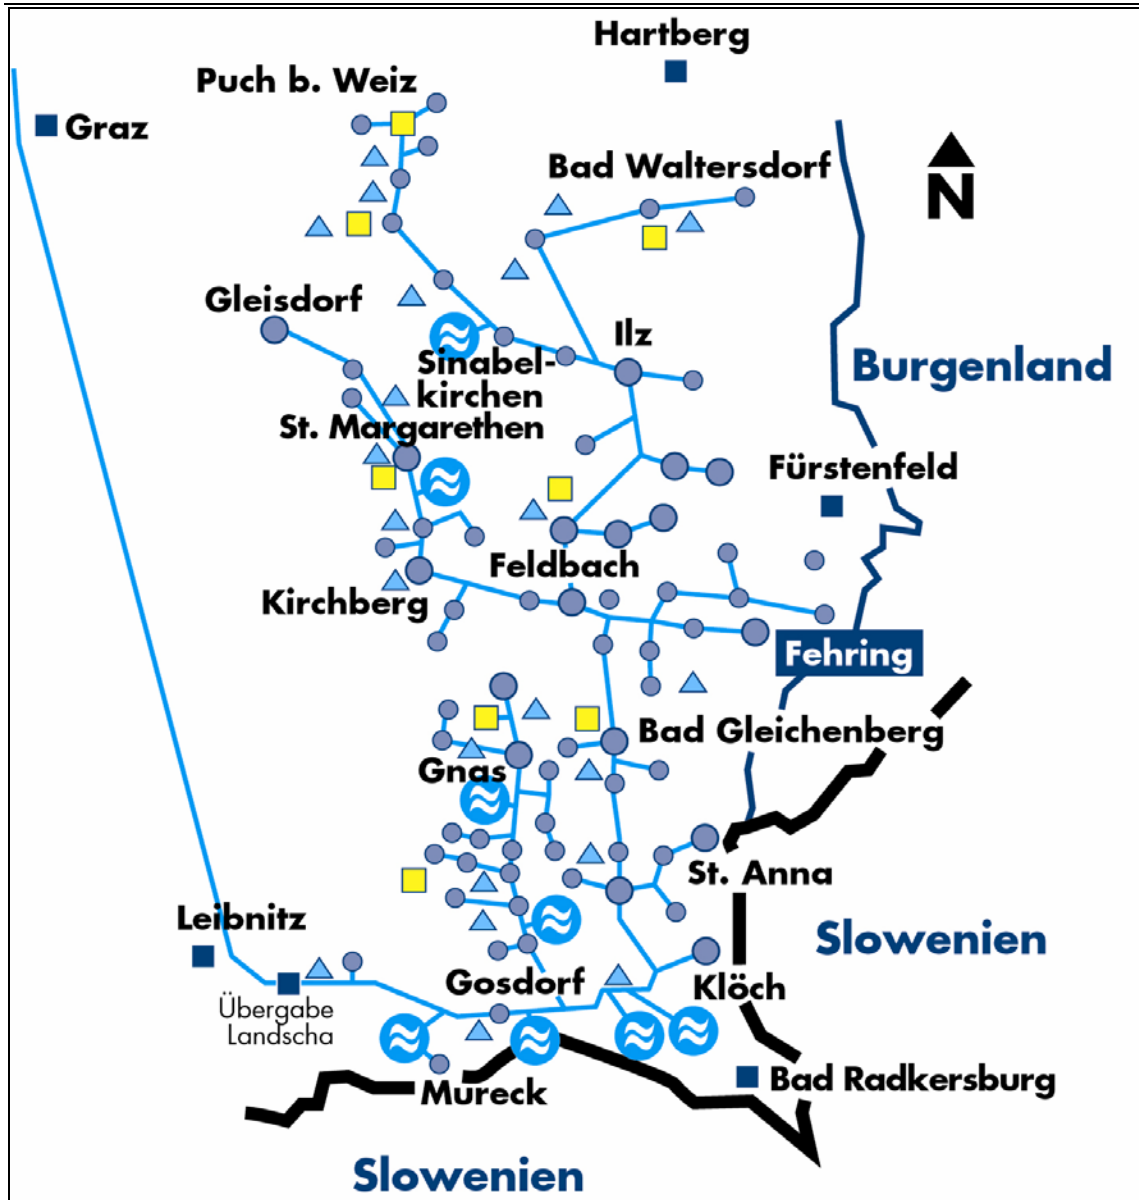 Hartberg
Puch b. Weiz
Graz
Bad Waltersdorf
N
Gleisdorf
Ilz
Sinabel-
kirchen
Burgenland
St. Margarethen
Fürstenfeld
Feldbach
Kirchberg
Fehring
Bad Gleichenberg
Gnas
St. Anna
Leibnitz
Slowenien
Gosdorf
Klöch
Übergabe
Landscha
Bad Radkersburg
Mureck
Slowenien